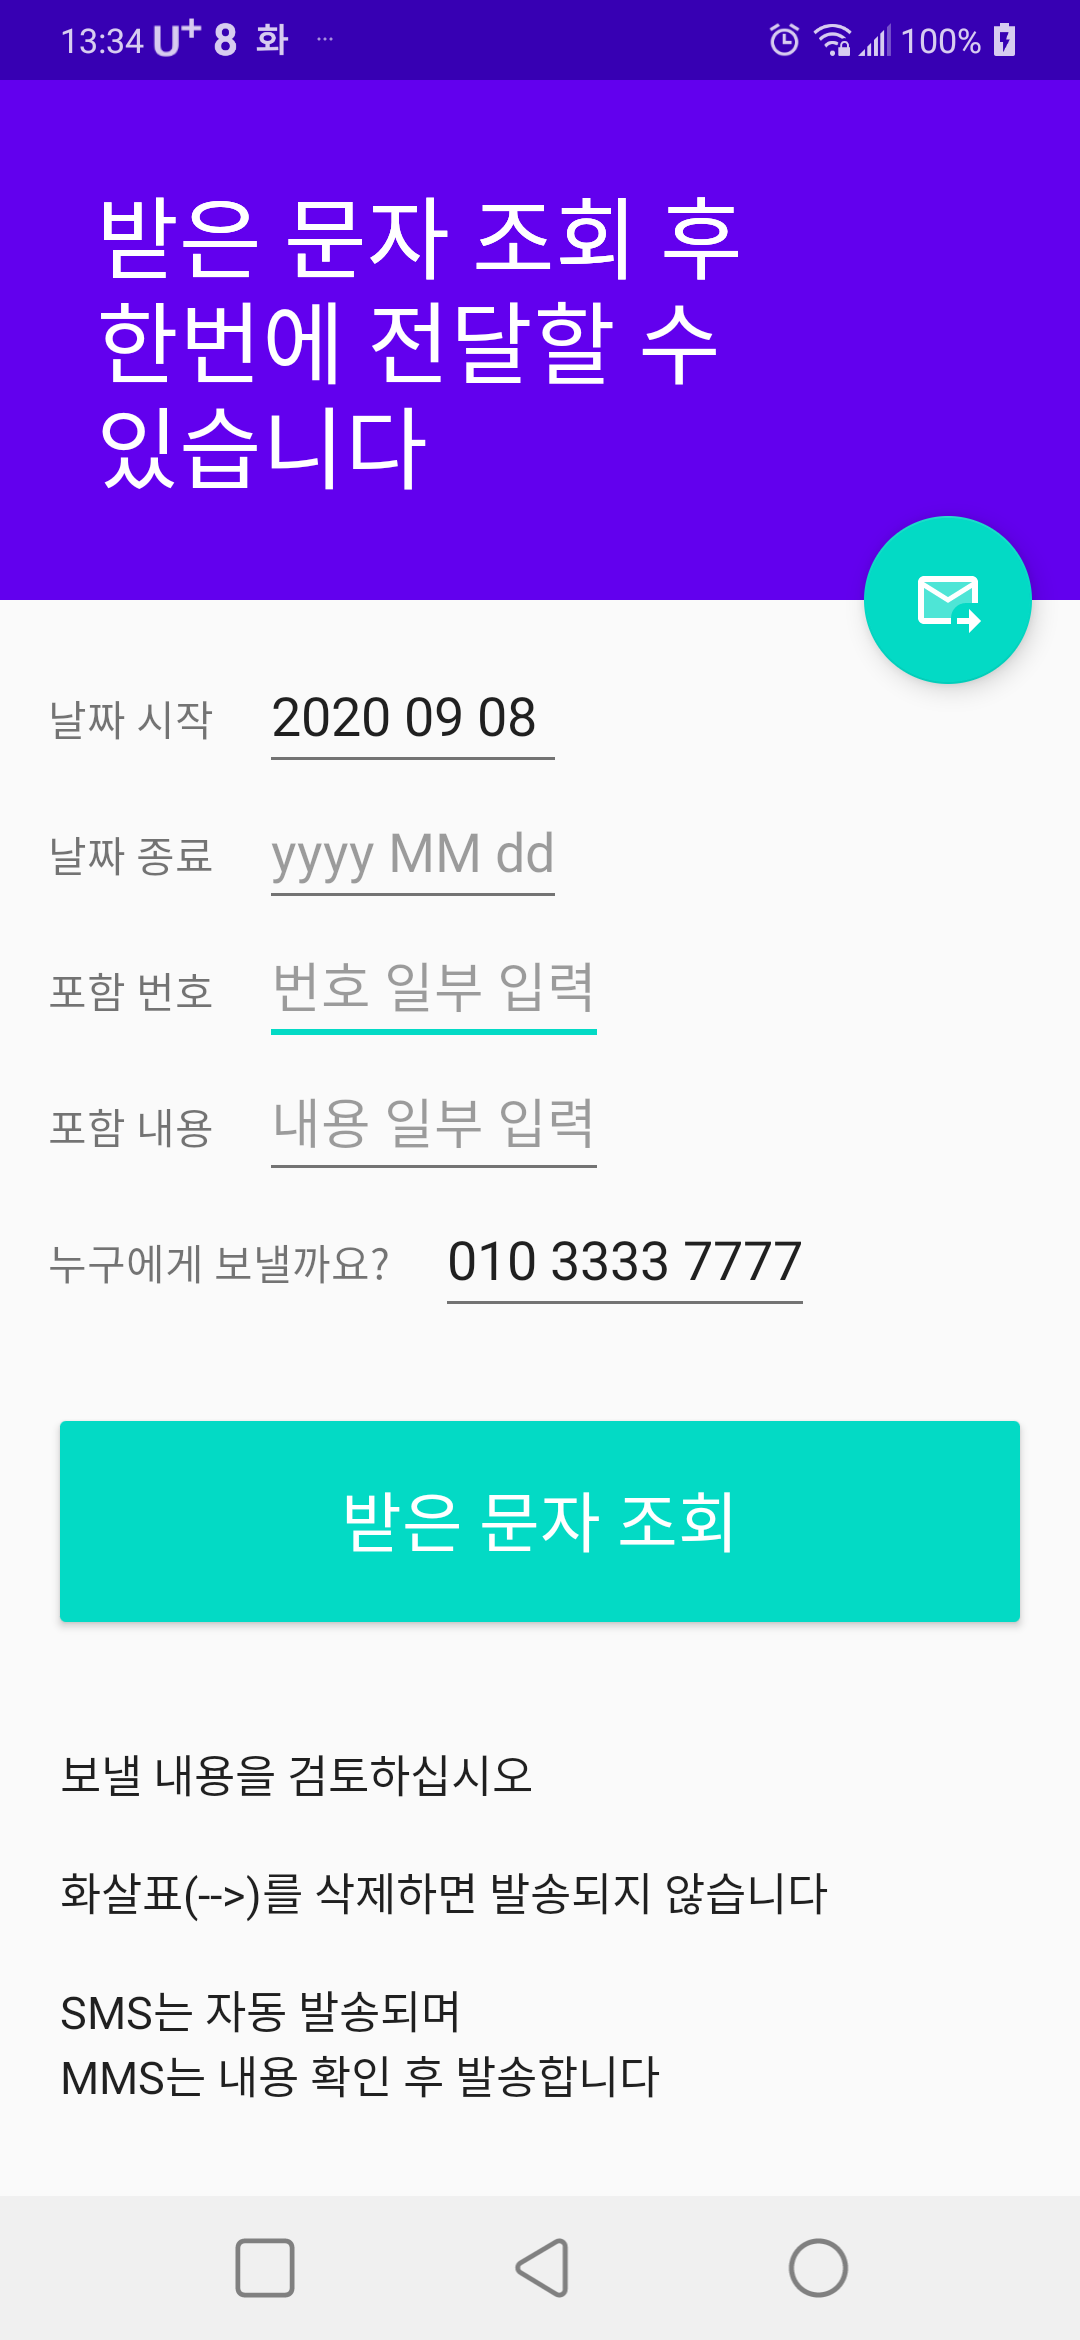 13:34 U+ 8 화 ... 100%
받은 문자 조회 후
한번에 전달할 수
있습니다
날짜 시작 2020 09 08
날짜 종료 yyyy MM dd
포함 번호 번호 일부 입력
포함 내용 내용 일부 입력
누구에게 보낼까요? 010 3333 7777
받은 문자 조회
보낼 내용을 검토하십시오
화살표(-->)를 삭제하면 발송되지 않습니다
SMS는 자동 발송되며
MMS는 내용 확인 후 발송합니다